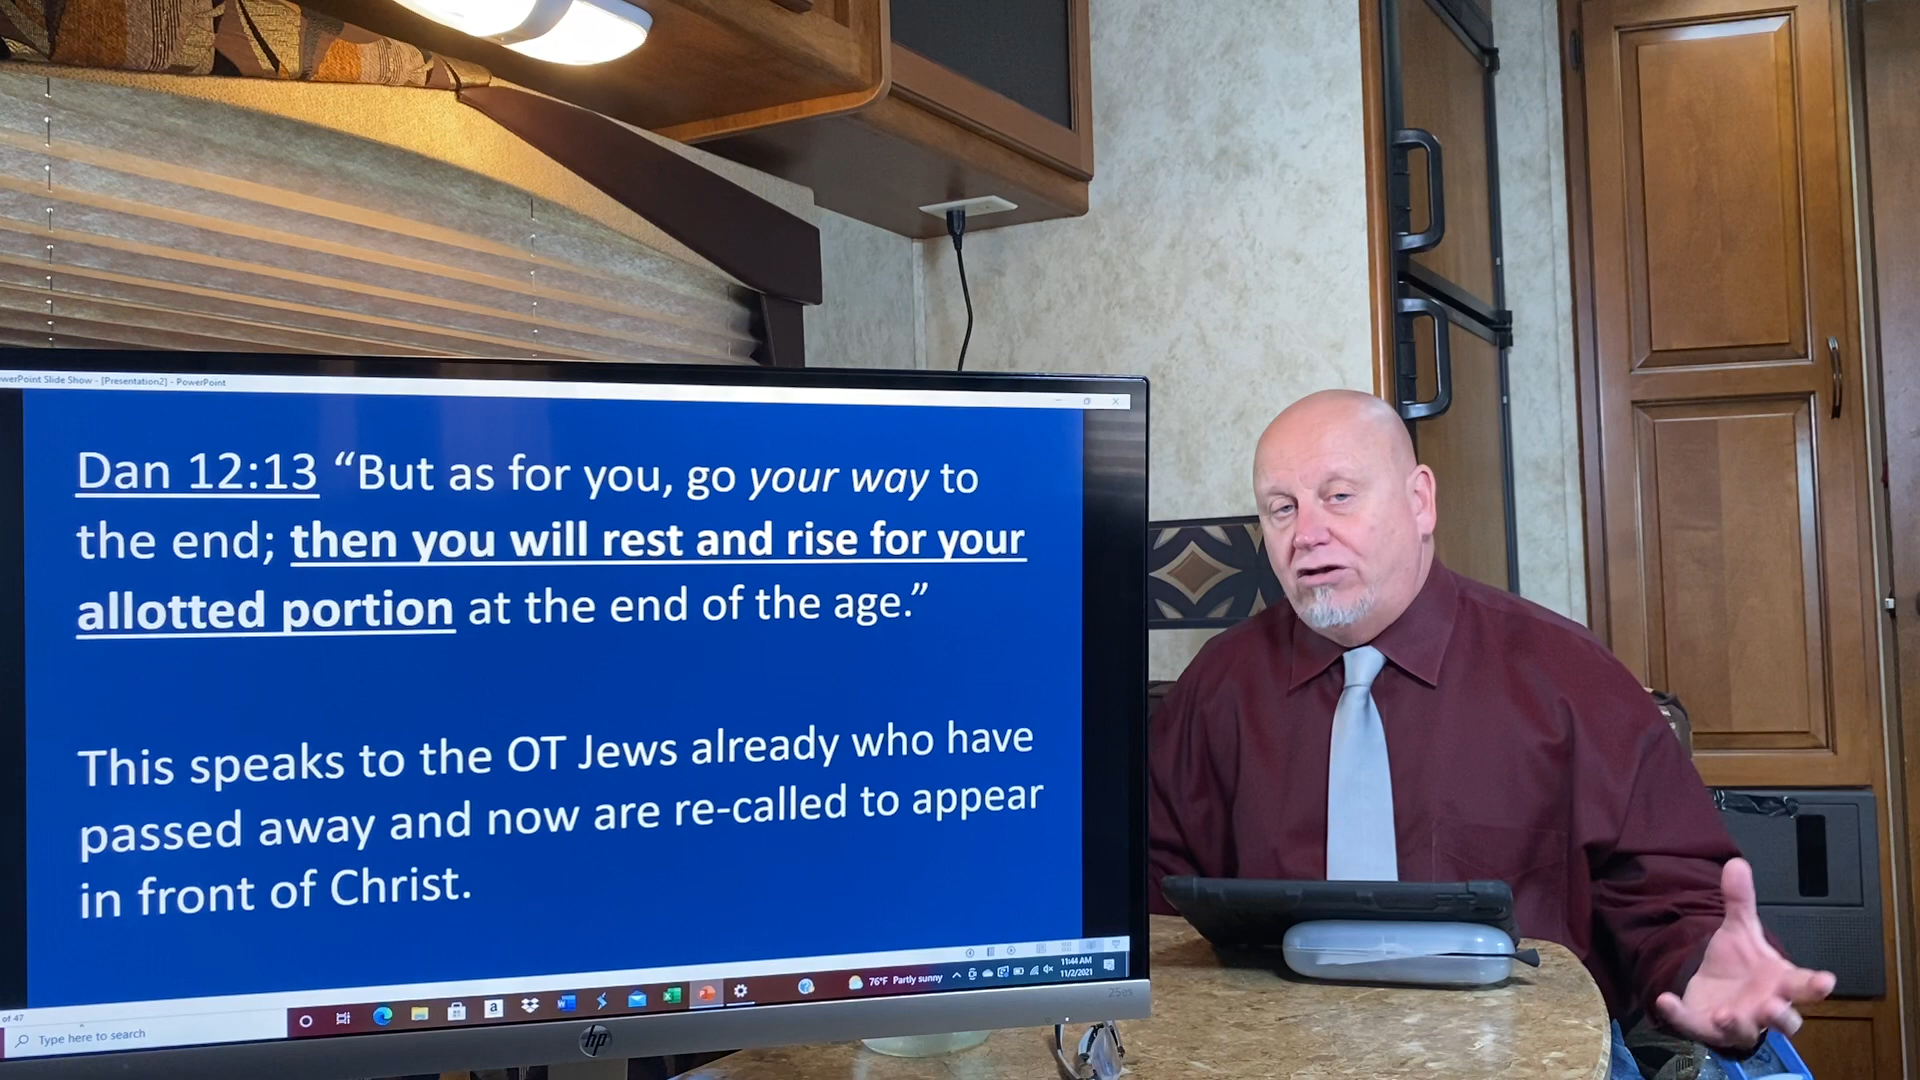 werPoint Slide Show - [Presentation2] - PowerPoint
Dan 12:13 “But as for you, go your way to
the end; then you will rest and rise for your
allotted portion at the end of the age.”
This speaks to the OT Jews already who have
passed away and now are re-called to appear
in front of Christ.
of 47
Type here to search
76°F Partly sunny
11:44 AM
11/2/2021
hp
25es